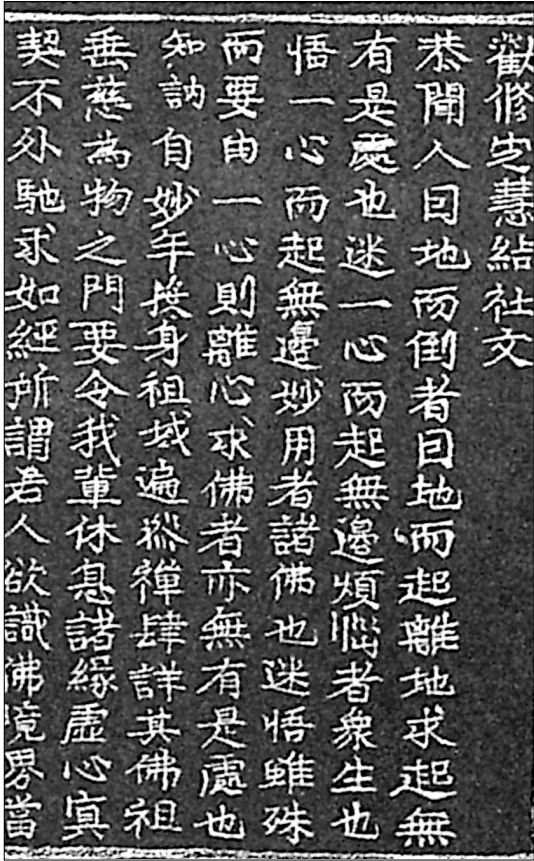 勸修定慧結社文
恭聞人因地而倒者因地而起離地求起無
有是處也迷一心而起無邊煩惱者衆生也
悟一心而起無邊妙用者諸佛也迷悟雖殊
而要由一心則離心求佛者亦無有是處也
知訥自妙年投身祖域遍叅禪肆詳其佛祖
垂慈為物之門要令我軰休息諸緣虛心㝠
契不外馳求如經所謂若人欲識佛境界當